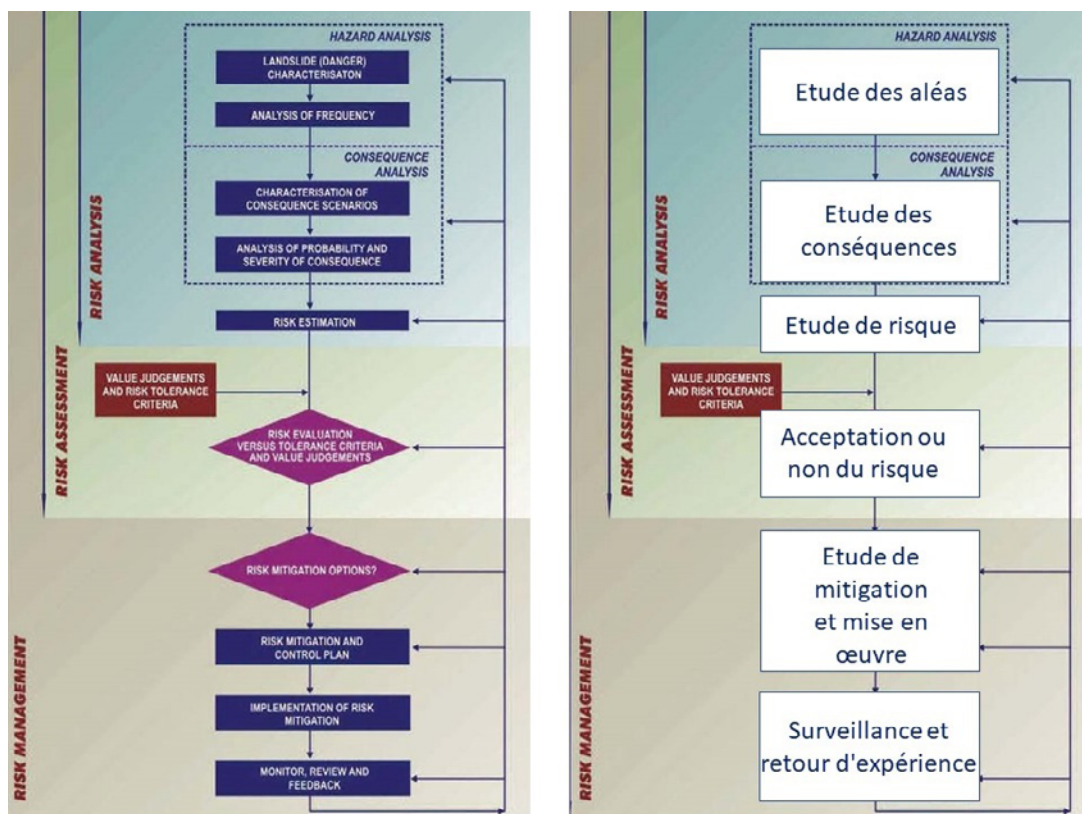 HAZARD ANALYSIS
LANDSLIDE (DANGER)
CHARACTERISATON
ANALYSIS OF FREQUENCY
CONSEQUENCE
ANALYSIS
CHARACTERISATION OF
CONSEQUENCE SCENARIOS
ANALYSIS OF PROBABILITY AND
SEVERITY OF CONSEQUENCE
RISK ESTIMATION
RISK ANALYSIS
VALUE JUDGEMENTS
AND RISK TOLERANCE
CRITERIA
RISK EVALUATION
VERSUS TOLERANCE CRITERIA
AND VALUE JUDGEMENTS
RISK ASSESSMENT
RISK MITIGATION OPTIONS?
RISK MITIGATION AND
CONTROL PLAN
IMPLEMENTATION OF RISK
MITIGATION
MONITOR, REVIEW AND
FEEDBACK
RISK MANAGEMENT
HAZARD ANALYSIS
Etude des aléas
CONSEQUENCE
ANALYSIS
Etude des
conséquences
Etude de risque
RISK ANALYSIS
VALUE JUDGEMENTS
AND RISK TOLERANCE
CRITERIA
Acceptation ou
non du risque
RISK ASSESSMENT
Etude de
mitigation
et mise en
œuvre
Surveillance et
retour d'expérience
RISK MANAGEMENT